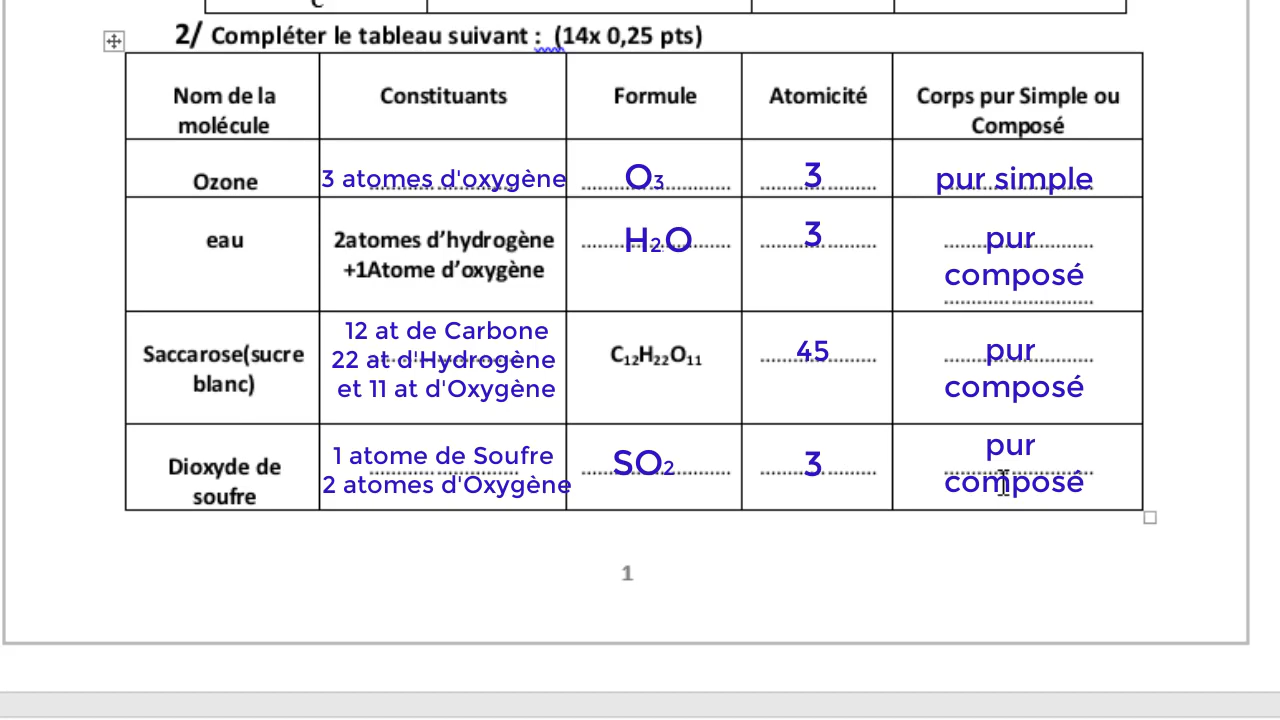 C
2/ Compléter le tableau suivant : (14x 0,25 pts)
Nom de la
molécule
Constituants
Formule
Atomicité
Corps pur Simple ou
Composé
Ozone
3 atomes d'oxygène
O₃
3
pur simple
eau
2atomes d'hydrogène
+1Atome d'oxygène
H₂O
3
pur
composé
Saccarose(sucre
blanc)
12 at de Carbone
22 at d'Hydrogène
et 11 at d'Oxygène
C₁₂H₂₂O₁₁
45
pur
composé
Dioxyde de
soufre
1 atome de Soufre
2 atomes d'Oxygène
SO₂
3
pur
composé
1